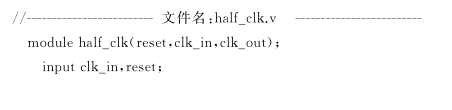 //------------------------ 文件名:half_clk.v ------------------------
module half_clk(reset,clk_in,clk_out);
input clk_in,reset;